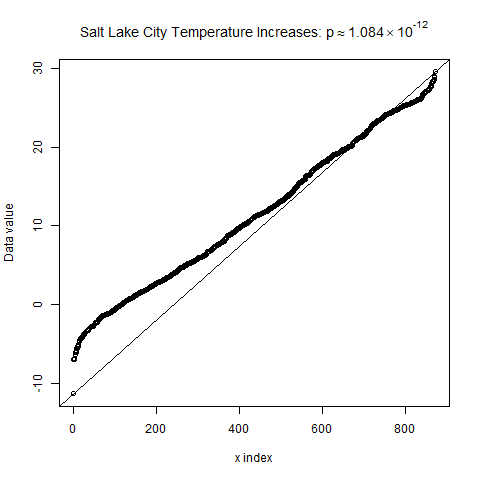 Salt Lake City Temperature Increases: p ≈ 1.084 × 10^-12
30
20
10
0
-10
Data value
0 200 400 600 800
x index